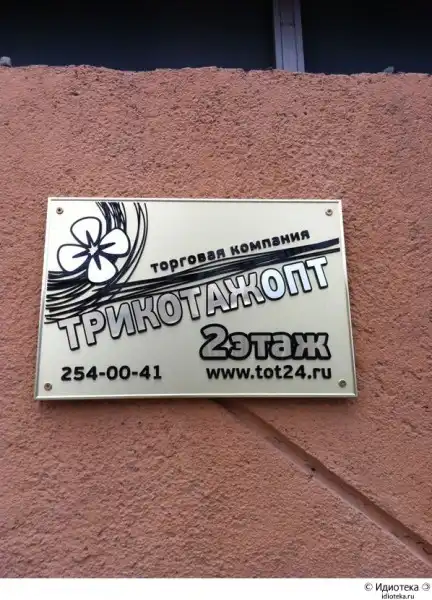 торговая компания
ТРИКОТАЖОПТ
2этаж
254-00-41 www.tot24.ru
© Идиотека
idioteka.ru